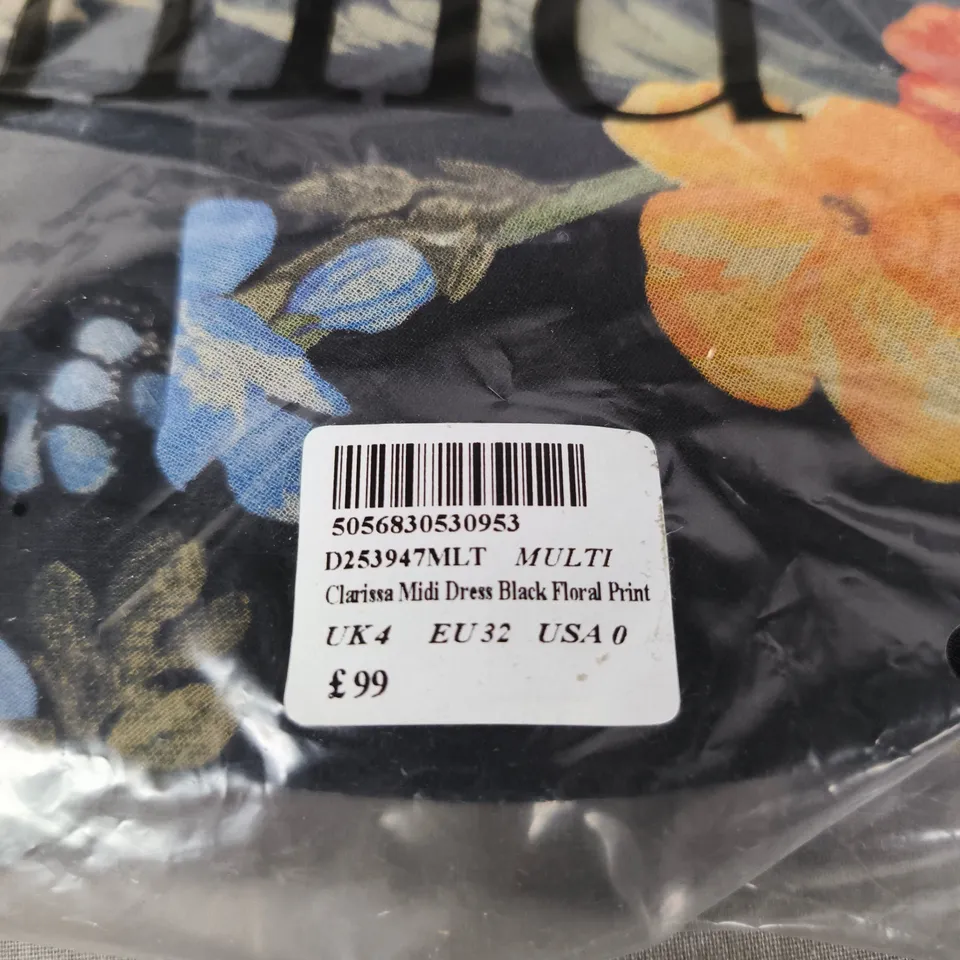 5056830530953
D253947MLT MULTI
Clarissa Midi Dress Black Floral Print
UK 4 EU 32 USA 0
£99